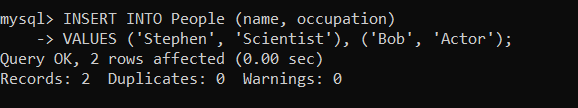 mysql> INSERT INTO People (name, occupation)
    -> VALUES ('Stephen', 'Scientist'), ('Bob', 'Actor');
Query OK, 2 rows affected (0.00 sec)
Records: 2  Duplicates: 0  Warnings: 0